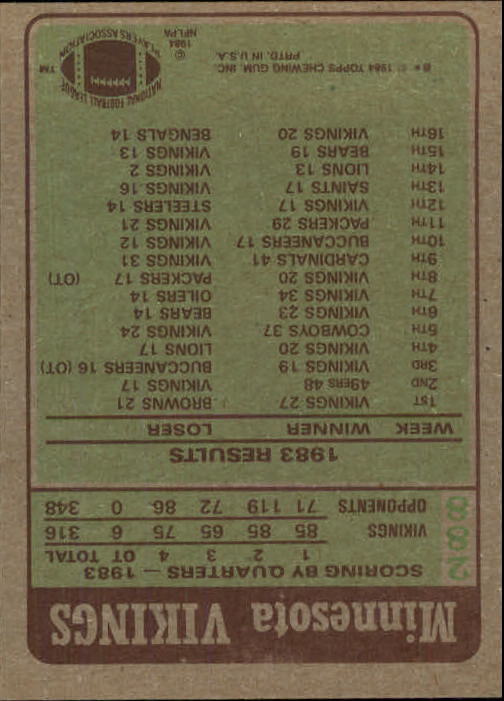 Minnesota VIKINGS
288
SCORING BY QUARTERS — 1983
1 2 3 4 OT TOTAL
VIKINGS 85 85 65 75 6 316
OPPONENTS 71 119 72 86 0 348
1983 RESULTS
WEEK WINNER LOSER
1ST VIKINGS 27 BROWNS 21
2ND 49ERS 48 VIKINGS 17
3RD VIKINGS 19 BUCCANEERS 16 (OT)
4TH VIKINGS 20 LIONS 17
5TH COWBOYS 37 VIKINGS 24
6TH VIKINGS 23 BEARS 14
7TH VIKINGS 34 OILERS 14
8TH VIKINGS 20 PACKERS 17 (OT)
9TH CARDINALS 41 VIKINGS 31
10TH BUCCANEERS 17 VIKINGS 12
11TH PACKERS 29 VIKINGS 21
12TH VIKINGS 17 STEELERS 14
13TH SAINTS 17 VIKINGS 16
14TH LIONS 13 VIKINGS 2
15TH BEARS 19 VIKINGS 13
16TH VIKINGS 20 BENGALS 14
* © 1984 TOPPS CHEWING GUM, INC.
PRTD. IN U.S.A.
© 1984 NFLPA
NATIONAL FOOTBALL LEAGUE PLAYERS ASSOCIATION
TM